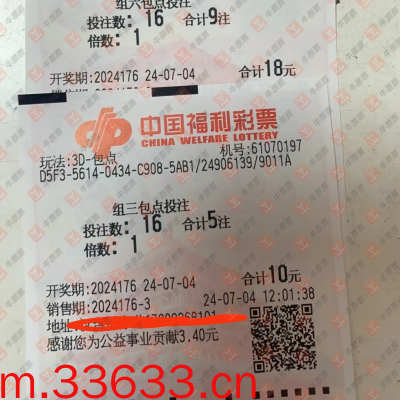 组六包点投注
投注数: 16 合计9注
倍数: 1
开奖期:2024176 24-07-04 合计18元
中国福利彩票
CHINA WELFARE LOTTERY
玩法:3D-包点 机号:61070197
D5F3-5614-0434-C908-5AB1/24906139/9011A
组三包点投注
投注数: 16 合计5注
倍数: 1
开奖期:2024176 24-07-04 合计10元
销售期:2024176-3 24-07-04 12:01:38
地址
感谢您为公益事业贡献3.40元
m.33633.cn